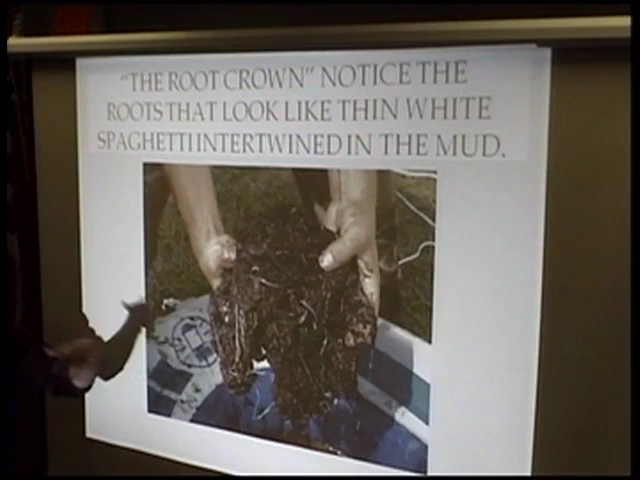 “THE ROOT CROWN” NOTICE THE
ROOTS THAT LOOK LIKE THIN WHITE
SPAGHETTI INTERTWINED IN THE MUD.